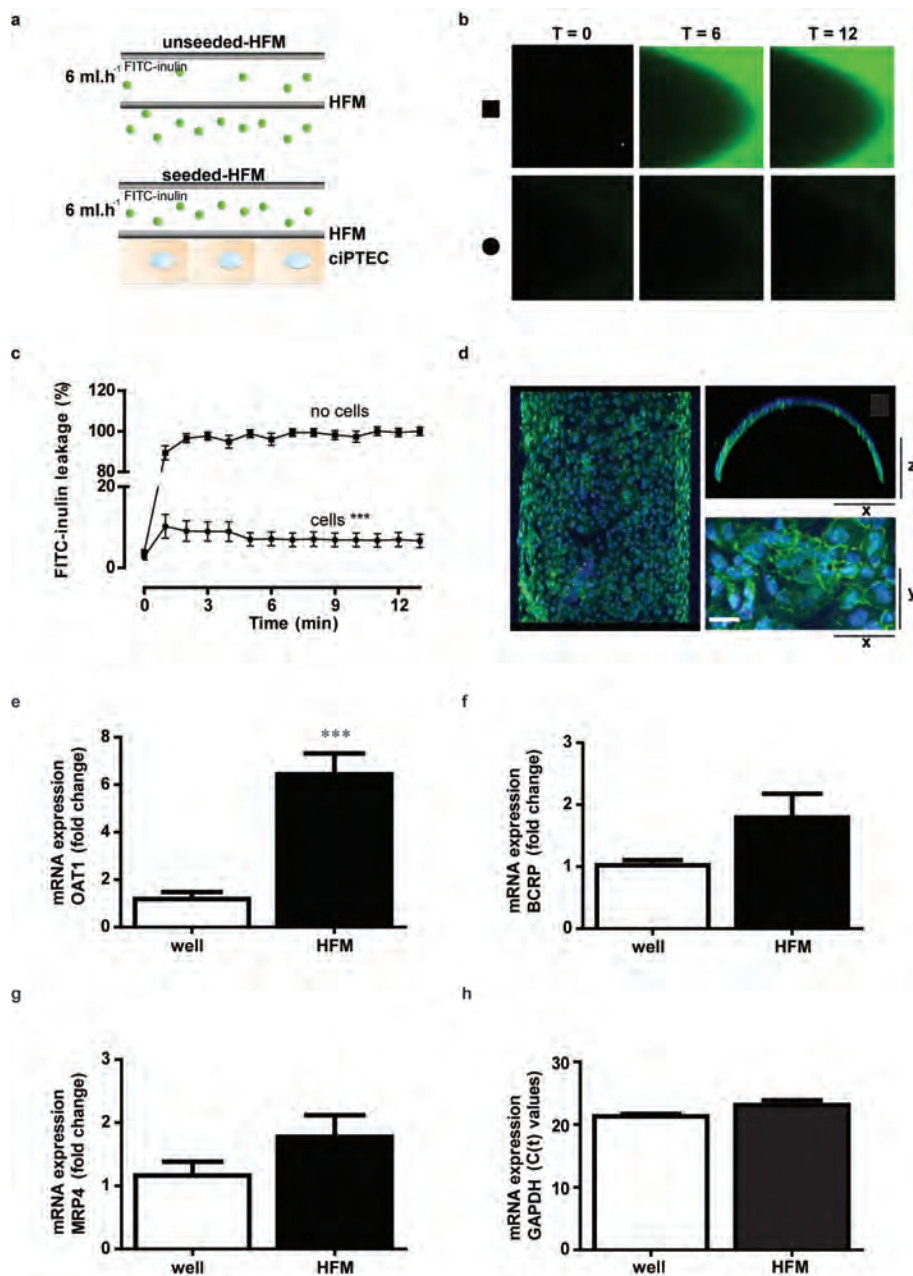 a
unseeded-HFM
6 ml.h⁻¹ FITC-inulin
HFM
seeded-HFM
6 ml.h⁻¹ FITC-inulin
HFM
ciPTEC
b
T = 0 T = 6 T = 12
c
FITC-inulin leakage (%)
120
100
80
10
0
no cells
cells ***
0 3 6 9 12
Time (min)
d
z
x
y
x
e
mRNA expression
OAT1 (fold change)
8
6
4
2
0
***
well HFM
f
mRNA expression
BCRP (fold change)
3
2
1
0
well HFM
g
mRNA expression
MRP4 (fold change)
3
2
1
0
well HFM
h
mRNA expression
GAPDH (C(t) values)
30
20
10
0
well HFM